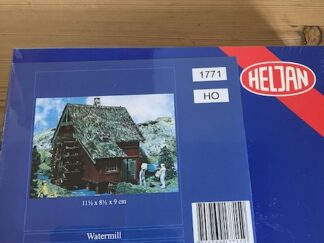 HELJAN
1771
HO
11½ x 8½ x 9 cm
Watermill